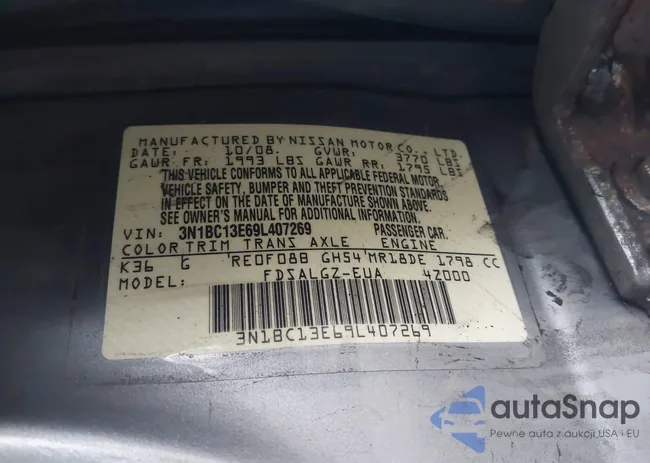 MANUFACTURED BY NISSAN MOTOR CO., LTD.
DATE: 10/08. GVWR: 3770 LBS
GAWR FR: 1993 LBS GAWR RR: 1795 LBS
THIS VEHICLE CONFORMS TO ALL APPLICABLE FEDERAL MOTOR
VEHICLE SAFETY, BUMPER AND THEFT PREVENTION STANDARDS
IN EFFECT ON THE DATE OF MANUFACTURE SHOWN ABOVE.
SEE OWNER'S MANUAL FOR ADDITIONAL INFORMATION.
VIN: 3N1BC13E69L407269 PASSENGER CAR.
COLOR TRIM TRANS AXLE ENGINE
K36 G RE0F08B GH54 MR18DE 1798 CC
MODEL: FDSALGZ-EUA 42000
3N1BC13E69L407269
autoSnap
Pewne auta z aukcji USA i EU